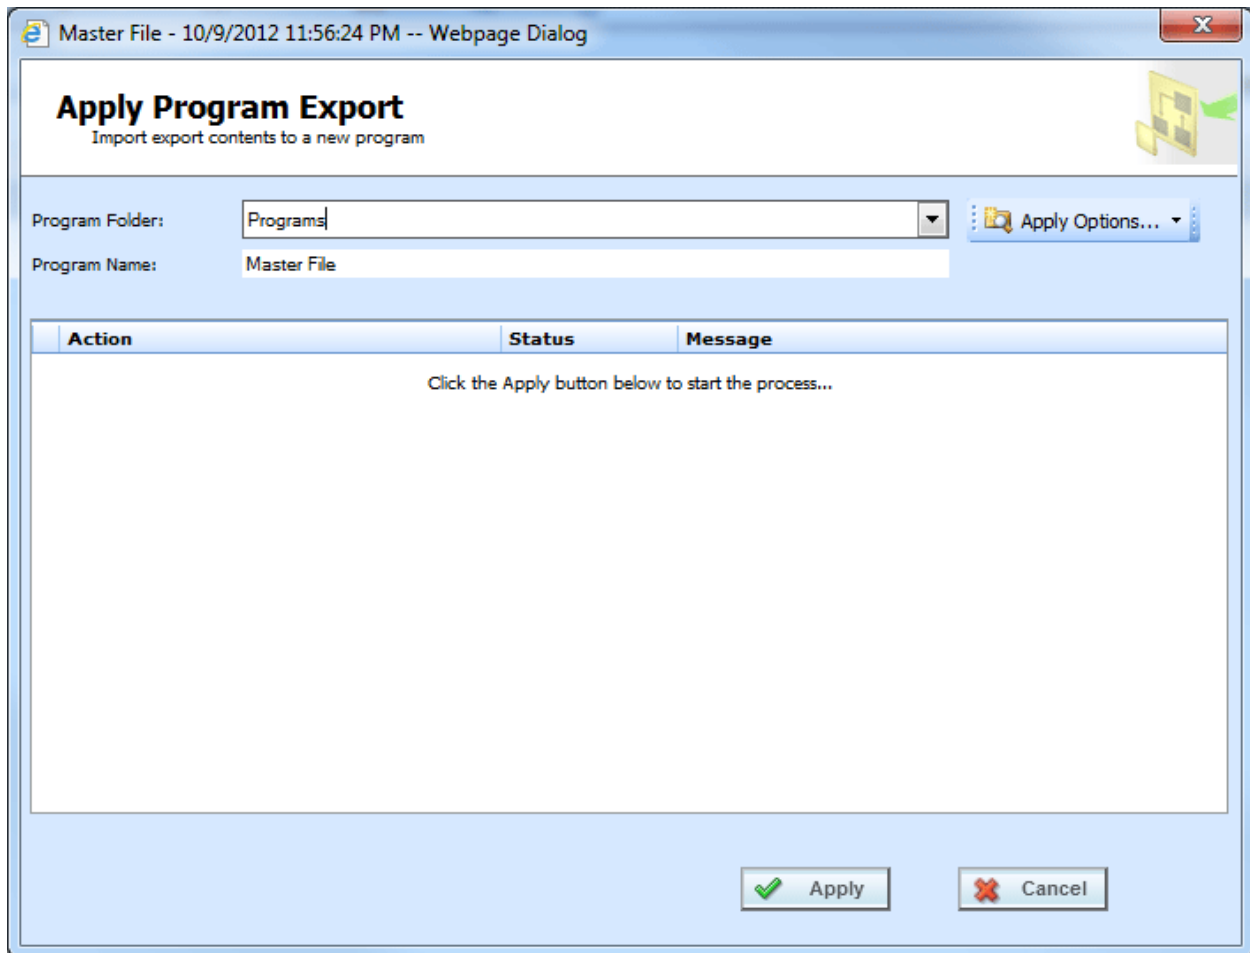 Master File - 10/9/2012 11:56:24 PM -- Webpage Dialog
Apply Program Export
Import export contents to a new program
Program Folder: Programs Apply Options...
Program Name: Master File
Action Status Message
Click the Apply button below to start the process...
Apply Cancel